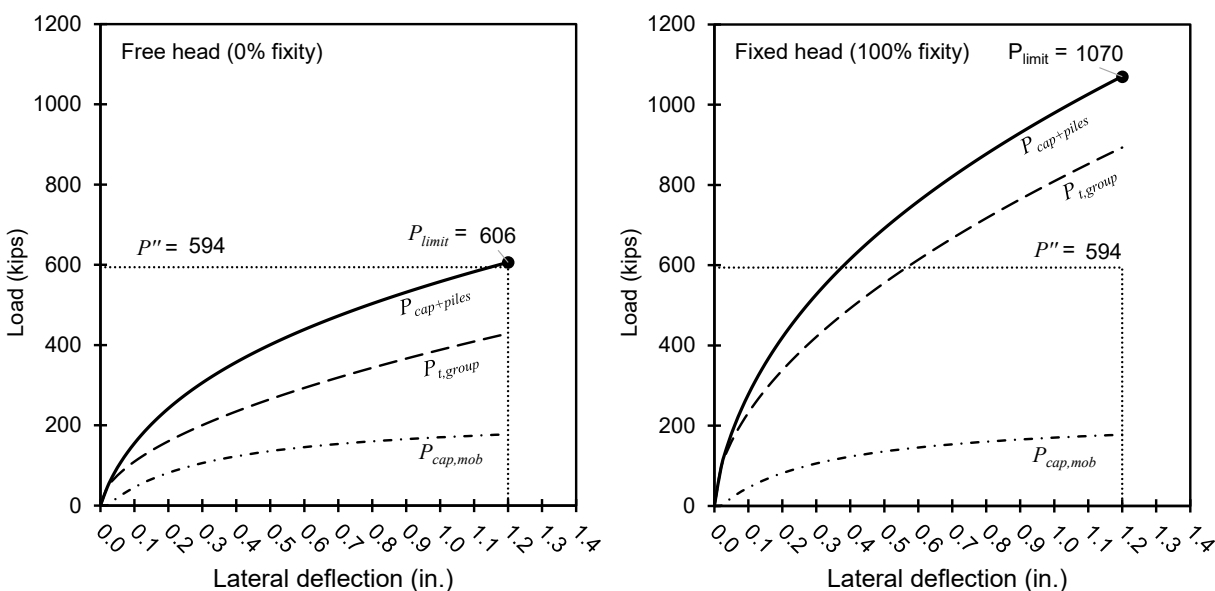 Free head (0% fixity)
1200
1000
800
600
400
200
0
Load (kips)
P″ = 594
P_limit = 606
P_cap+piles
P_t,group
P_cap,mob
0.0 0.1 0.2 0.3 0.4 0.5 0.6 0.7 0.8 0.9 1.0 1.1 1.2 1.3 1.4
Lateral deflection (in.)
Fixed head (100% fixity)
P_limit = 1070
1200
1000
800
600
400
200
0
Load (kips)
P_cap+piles
P_t,group
P″ = 594
P_cap,mob
0.0 0.1 0.2 0.3 0.4 0.5 0.6 0.7 0.8 0.9 1.0 1.1 1.2 1.3 1.4
Lateral deflection (in.)